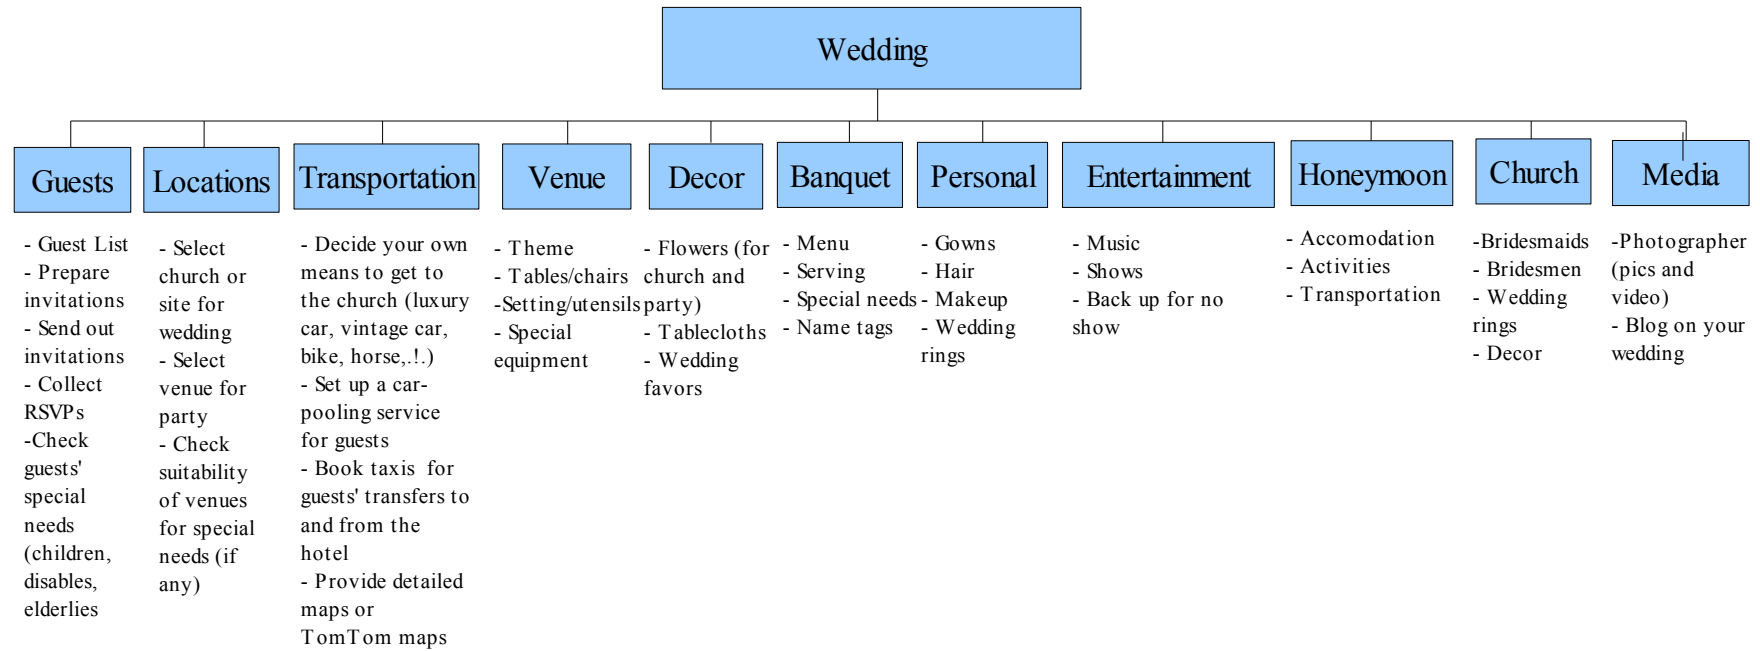 Wedding
Guests
- Guest List
- Prepare
invitations
- Send out
invitations
- Collect
RSVPs
-Check
guests'
special
needs
(children,
disables,
elderlies
Locations
- Select
church or
site for
wedding
- Select
venue for
party
- Check
suitability
of venues
for special
needs (if
any)
Transportation
- Decide your own
means to get to
the church (luxury
car, vintage car,
bike, horse,.!.)
- Set up a car-
pooling service
for guests
- Book taxis for
guests' transfers to
and from the
hotel
- Provide detailed
maps or
TomTom maps
Venue
- Theme
- Tables/chairs
-Setting/utensils
- Special
equipment
Decor
- Flowers (for
church and
party)
- Tablecloths
- Wedding
favors
Banquet
- Menu
- Serving
- Special needs
- Name tags
Personal
- Gowns
- Hair
- Makeup
- Wedding
rings
Entertainment
- Music
- Shows
- Back up for no
show
Honeymoon
- Accomodation
- Activities
- Transportation
Church
-Bridesmaids
- Bridesmen
- Wedding
rings
- Decor
Media
-Photographer
(pics and
video)
- Blog on your
wedding